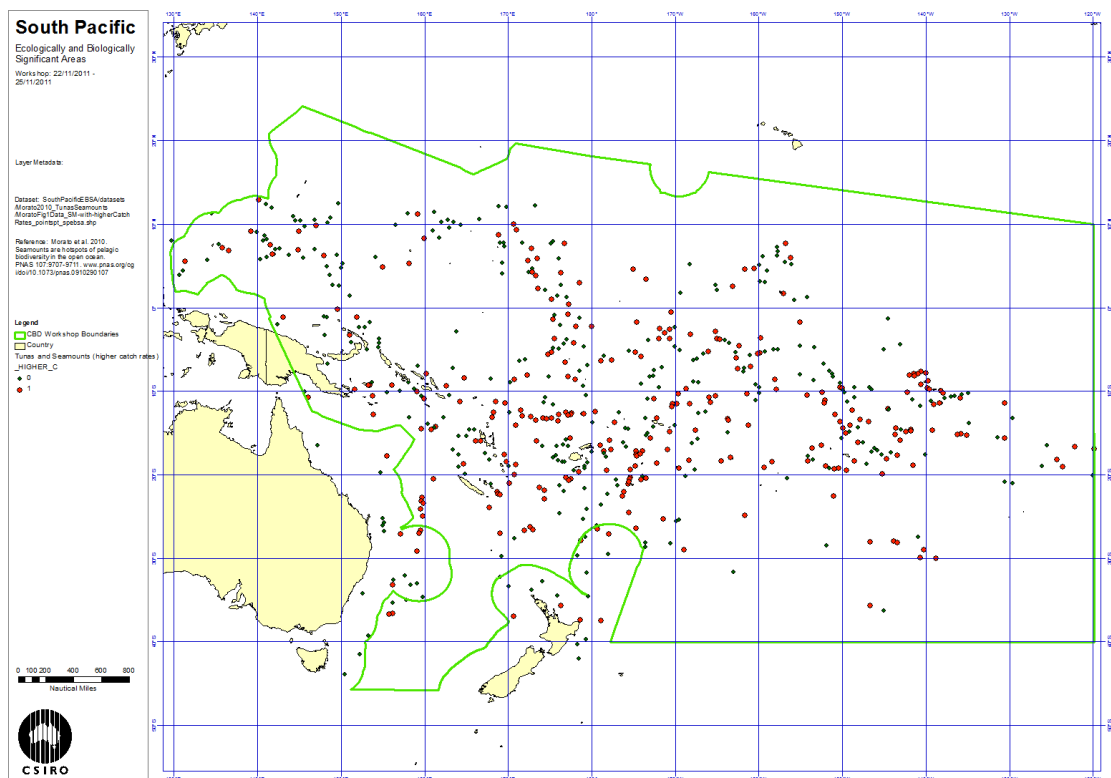 South Pacific
Ecologically and Biologically
Significant Areas
Workshop: 22/11/2011 -
25/11/2011
Layer Metadata:
Dataset: SouthPacificEBSA/datasets
/Morato2010_TunasSeamounts
/MoratoFig1Data_SM-with-higherCatch
Rates_pointspt_spebsa.shp
Reference: Morato et al. 2010.
Seamounts are hotspots of pelagic
biodiversity in the open ocean.
PNAS 107:9707-9711. www.pnas.org/cg
i/doi/10.1073/pnas.0910290107
Legend
CBD Workshop Boundaries
Country
Tunas and Seamounts (higher catch rates)
_HIGHER_C
0
1
0 100 200 400 600 800
Nautical Miles
CSIRO
130°E 140°E 150°E 160°E 170°E 180° 170°W 160°W 150°W 140°W 130°W 120°W